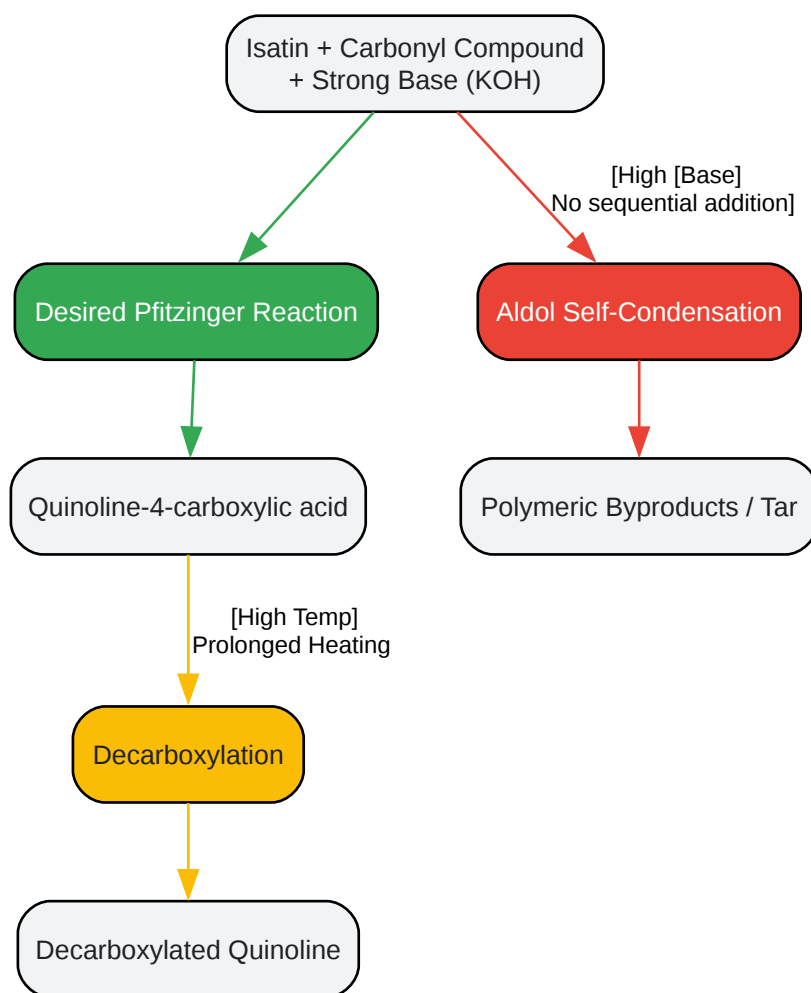 Isatin + Carbonyl Compound
+ Strong Base (KOH)
[High [Base]
No sequential addition]
Desired Pfitzinger Reaction
Aldol Self-Condensation
Quinoline-4-carboxylic acid
Polymeric Byproducts / Tar
[High Temp]
Prolonged Heating
Decarboxylation
Decarboxylated Quinoline